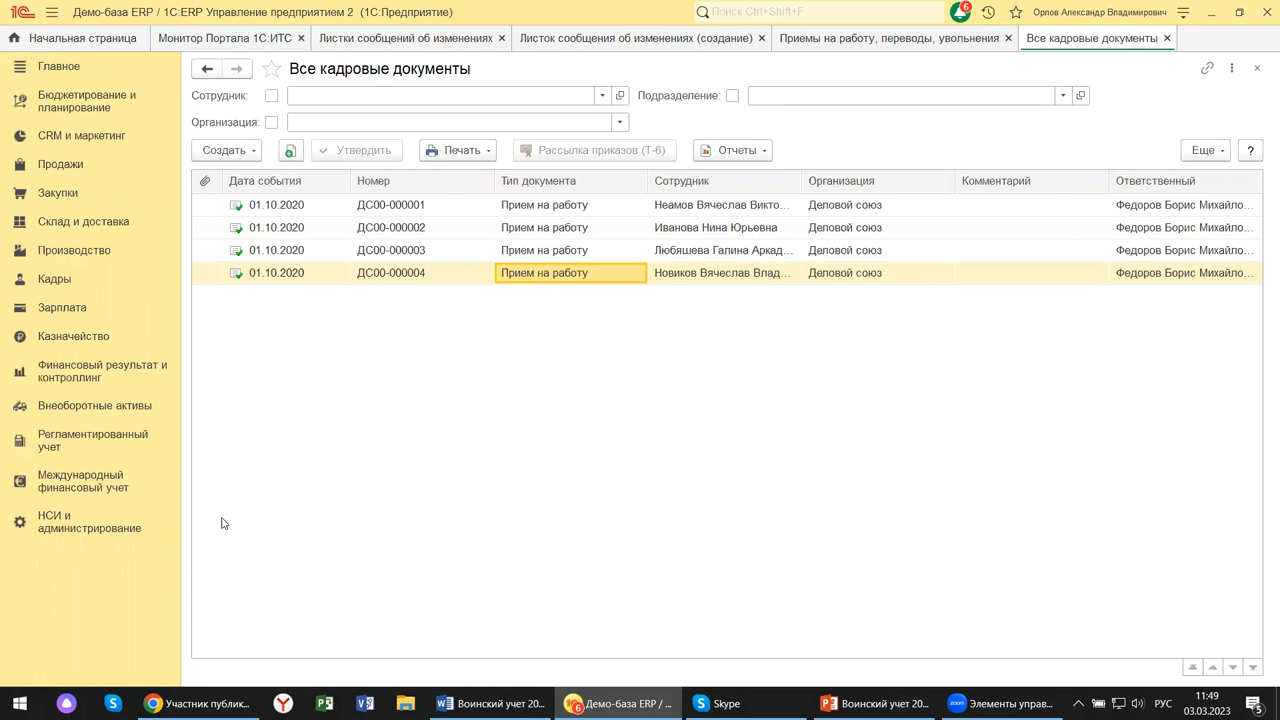 Демо-база ERP / 1С:ERP Управление предприятием 2 (1С:Предприятие)
Поиск Ctrl+Shift+F
6
Орлов Александр Владимирович
Начальная страница
Монитор Портала 1С:ИТС ×
Листки сообщений об изменениях ×
Листок сообщения об изменениях (создание) ×
Приемы на работу, переводы, увольнения ×
Все кадровые документы ×
Главное
Бюджетирование и
планирование
CRM и маркетинг
Продажи
Закупки
Склад и доставка
Производство
Кадры
Зарплата
Казначейство
Финансовый результат и
контроллинг
Внеоборотные активы
Регламентированный
учет
Международный
финансовый учет
НСИ и
администрирование
Все кадровые документы
Сотрудник:
Подразделение:
Организация:
Создать
Утвердить
Печать
Рассылка приказов (Т-6)
Отчеты
Еще
?
Дата события Номер Тип документа Сотрудник Организация Комментарий Ответственный
01.10.2020 ДС00-000001 Прием на работу Неамов Вячеслав Викто... Деловой союз Федоров Борис Михайло...
01.10.2020 ДС00-000002 Прием на работу Иванова Нина Юрьевна Деловой союз Федоров Борис Михайло...
01.10.2020 ДС00-000003 Прием на работу Любяшева Галина Аркад... Деловой союз Федоров Борис Михайло...
01.10.2020 ДС00-000004 Прием на работу Новиков Вячеслав Влад... Деловой союз Федоров Борис Михайло...
Участник публик...
Воинский учет 20...
Демо-база ERP / ...
Skype
Воинский учет 20...
Элементы управ...
РУС
11:49
03.03.2023
5